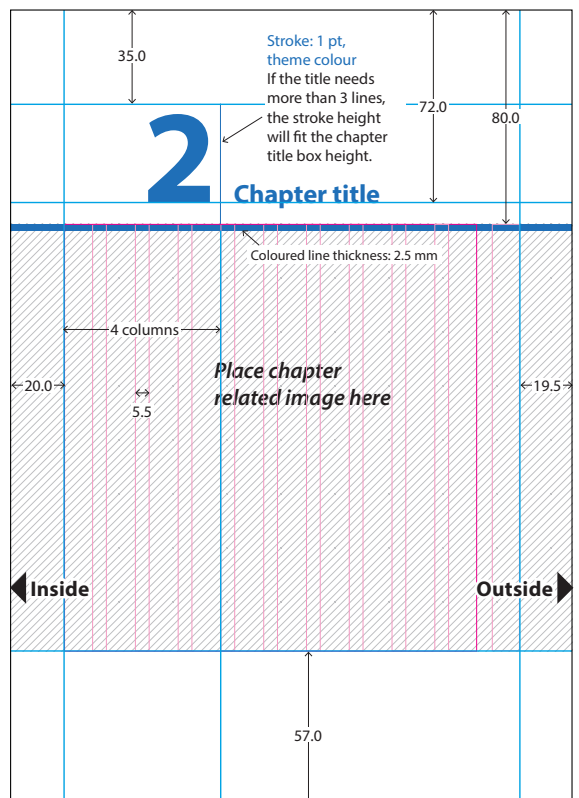 35.0
Stroke: 1 pt,
theme colour
If the title needs
more than 3 lines,
the stroke height
will fit the chapter
title box height.
72.0
80.0
2
Chapter title
Coloured line thickness: 2.5 mm
4 columns
Place chapter
related image here
20.0
5.5
19.5
Inside
Outside
57.0